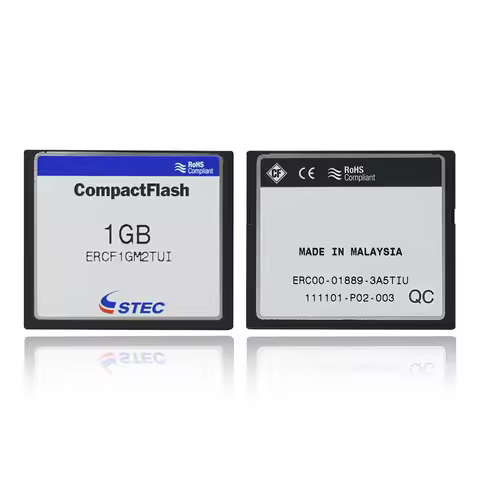 RoHS
Compliant
CompactFlash
1GB
ERCF1GM2TUI
STEC
CF CE RoHS
Compliant
MADE IN MALAYSIA
ERC00-01889-3A5TIU
111101-P02-003 QC